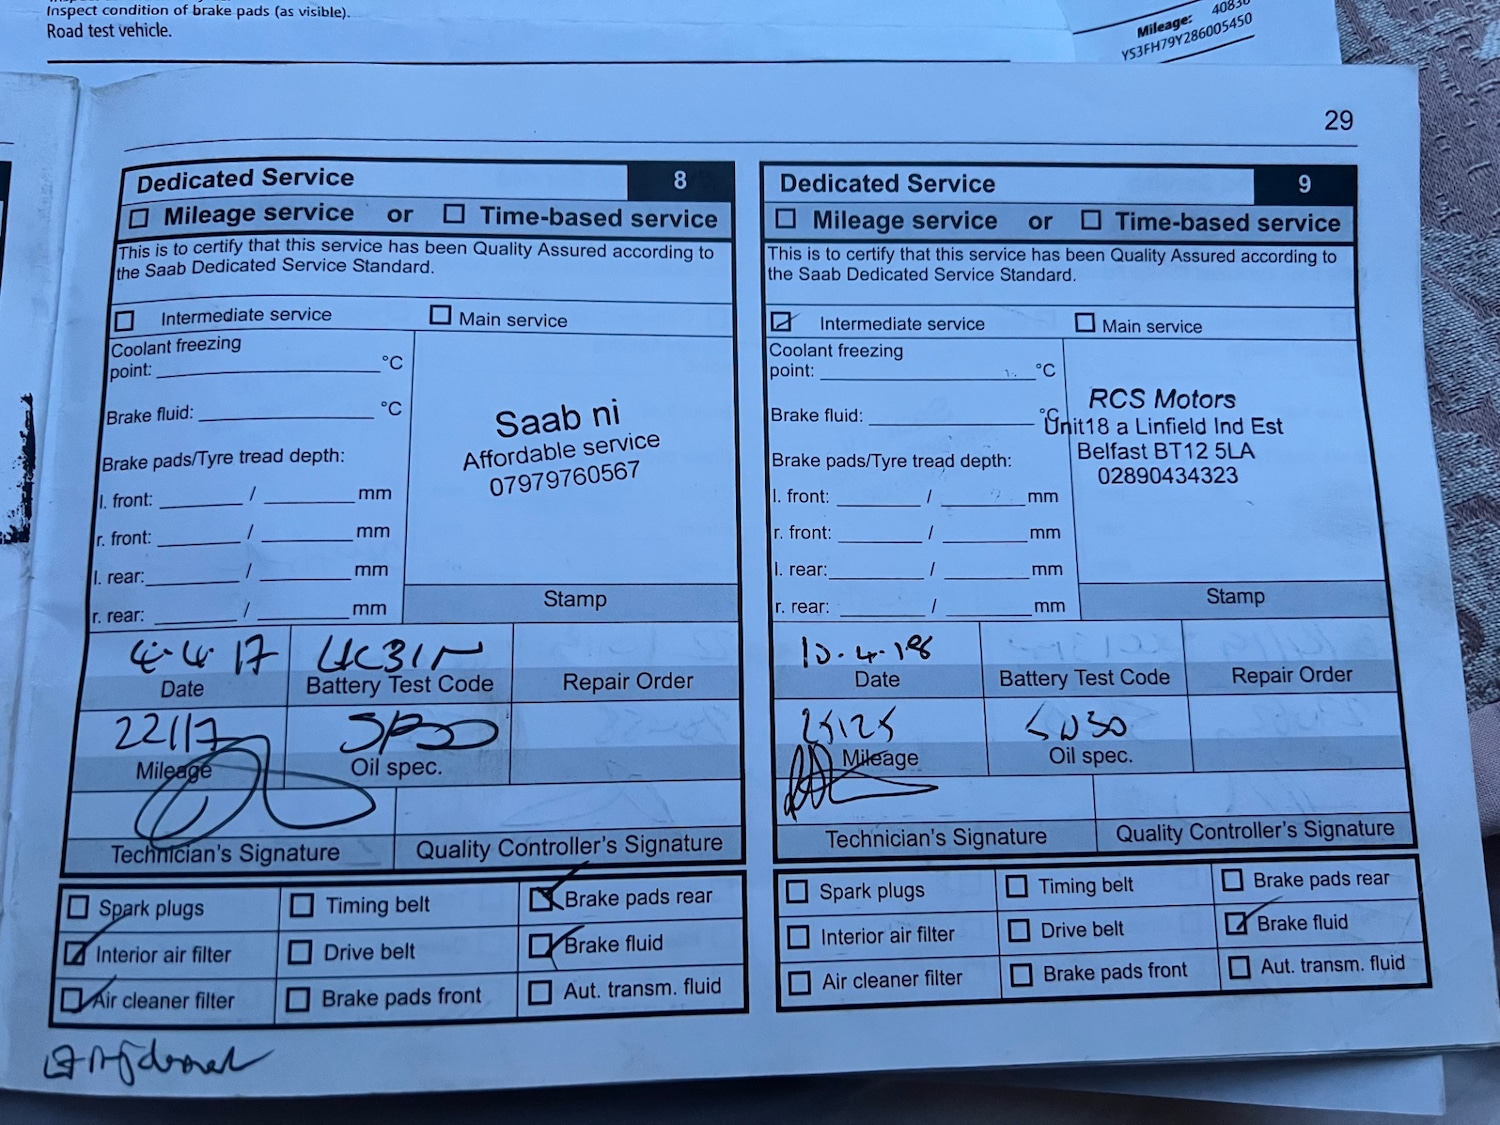 Inspect condition of brake pads (as visible).
Road test vehicle.
Mileage: 40830
YS3FH79Y286005450
29
Dedicated Service 8
Mileage service or Time-based service
This is to certify that this service has been Quality Assured according to
the Saab Dedicated Service Standard.
Intermediate service Main service
Coolant freezing
point: °C
Brake fluid: °C
Brake pads/Tyre tread depth:
l. front: / mm
r. front: / mm
l. rear: / mm
r. rear: / mm
Saab ni
Affordable service
07979760567
Stamp
4.4.17
Date Battery Test Code Repair Order
22117
Mileage Oil spec.
Technician's Signature Quality Controller's Signature
Spark plugs Timing belt Brake pads rear
Interior air filter Drive belt Brake fluid
Air cleaner filter Brake pads front Aut. transm. fluid
Dedicated Service 9
Mileage service or Time-based service
This is to certify that this service has been Quality Assured according to
the Saab Dedicated Service Standard.
Intermediate service Main service
Coolant freezing
point: °C
Brake fluid: °C
Brake pads/Tyre tread depth:
l. front: / mm
r. front: / mm
l. rear: / mm
r. rear: / mm
RCS Motors
Unit18 a Linfield Ind Est
Belfast BT12 5LA
02890434323
Stamp
10.4.18
Date Battery Test Code Repair Order
25125 5W30
Mileage Oil spec.
Technician's Signature Quality Controller's Signature
Spark plugs Timing belt Brake pads rear
Interior air filter Drive belt Brake fluid
Air cleaner filter Brake pads front Aut. transm. fluid